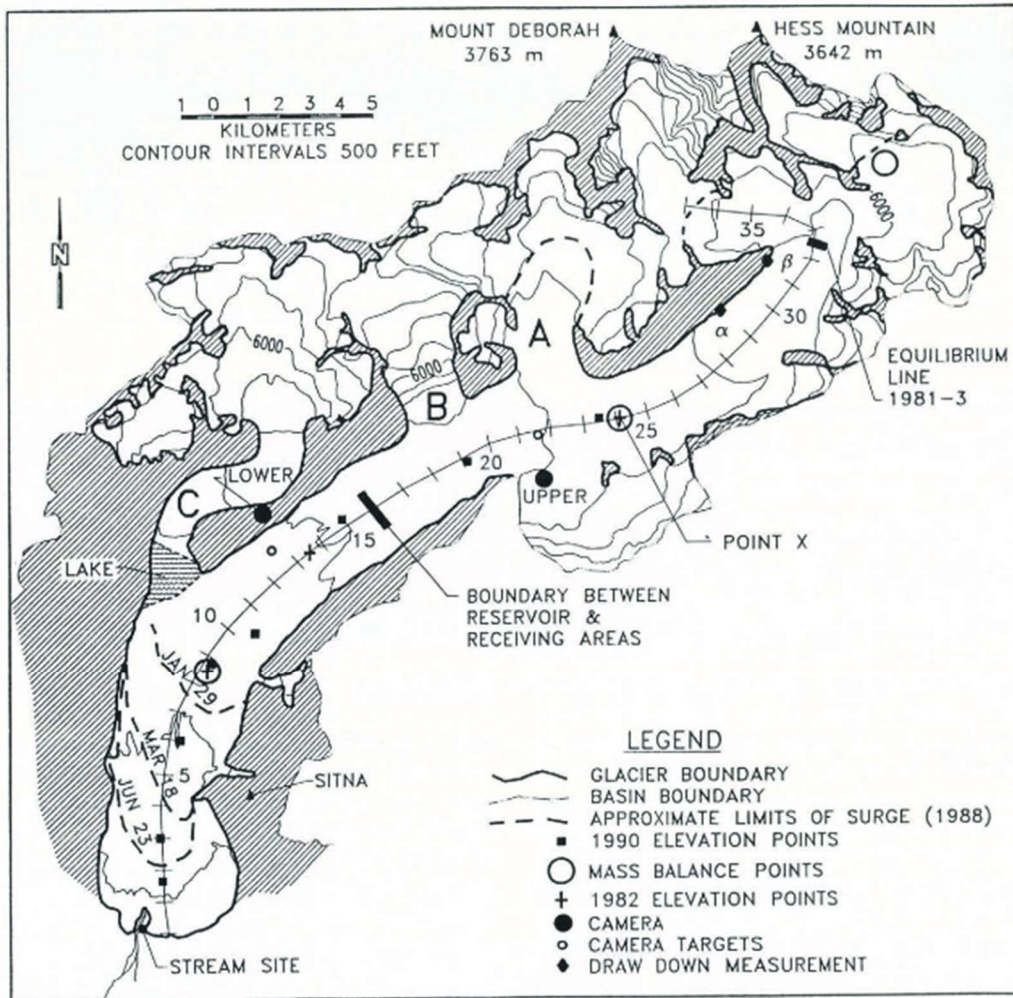 MOUNT DEBORAH
3763 m
HESS MOUNTAIN
3642 m
1 0 1 2 3 4 5
KILOMETERS
CONTOUR INTERVALS 500 FEET
N
6000
35
β
30
α
A
EQUILIBRIUM
LINE
1981-3
6000
6000
B
25
20
UPPER
LOWER
C
15
POINT X
LAKE
BOUNDARY BETWEEN
RESERVOIR &
RECEIVING AREAS
10
JAN 29
MAR 18
JUN 23
5
SITNA
STREAM SITE
LEGEND
GLACIER BOUNDARY
BASIN BOUNDARY
APPROXIMATE LIMITS OF SURGE (1988)
1990 ELEVATION POINTS
MASS BALANCE POINTS
1982 ELEVATION POINTS
CAMERA
CAMERA TARGETS
DRAW DOWN MEASUREMENT